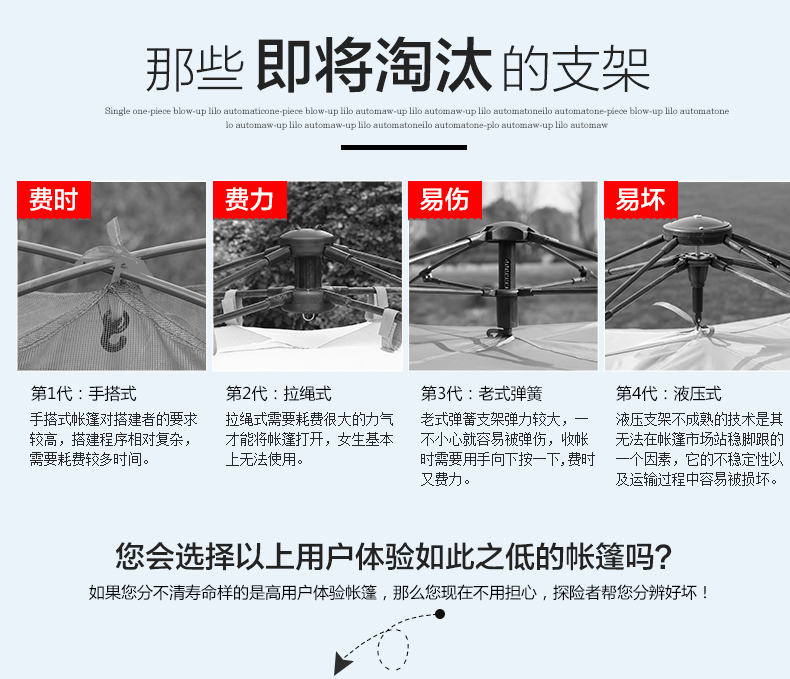 那些 即将淘汰 的支架
Single one-piece blow-up lilo automaticone-piece blow-up lilo automaw-up lilo automaw-up lilo automatoneilo automatone-piece blow-up lilo automatone
lo automaw-up lilo automaw-up lilo automatoneilo automatone-plo automaw-up lilo automaw
费时
费力
易伤
易坏
第1代：手搭式
手搭式帐篷对搭建者的要求
较高，搭建程序相对复杂，
需要耗费较多时间。
第2代：拉绳式
拉绳式需要耗费很大的力气
才能将帐篷打开，女生基本
上无法使用。
第3代：老式弹簧
老式弹簧支架弹力较大，一
不小心就容易被弹伤，收帐
时需要用手向下按一下,费时
又费力。
第4代：液压式
液压支架不成熟的技术是其
无法在帐篷市场站稳脚跟的
一个因素，它的不稳定性以
及运输过程中容易被损坏。
您会选择以上用户体验如此之低的帐篷吗?
如果您分不清寿命样的是高用户体验帐篷，那么您现在不用担心，探险者帮您分辨好坏！